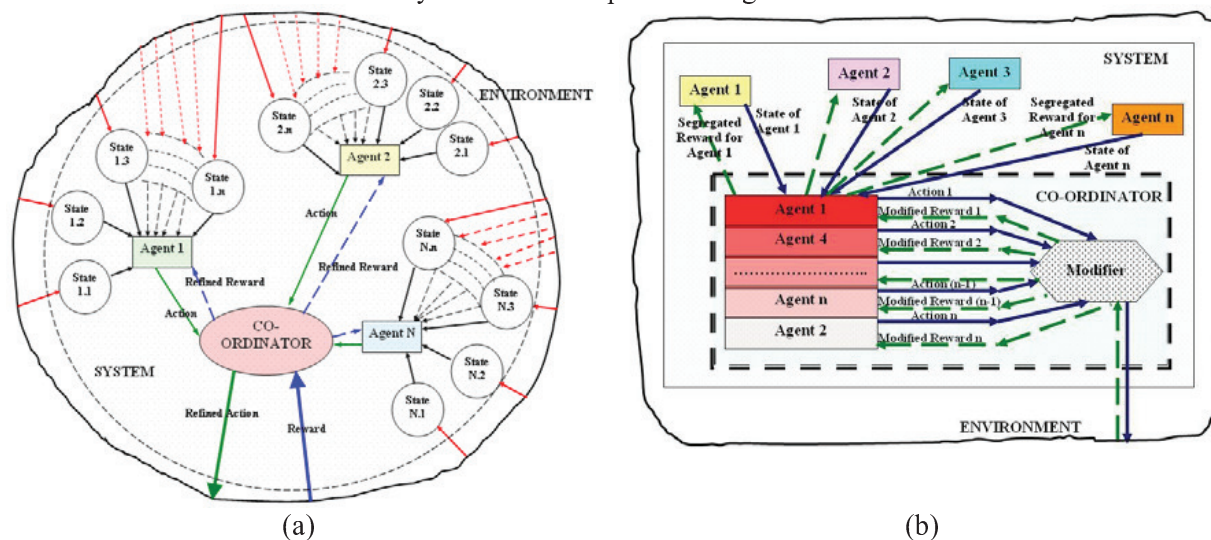 State
2.3
State
2.2
ENVIRONMENT
State
2.n
State
2.1
State
1.3
State
1.n
Agent 2
State
1.2
Action
State
1.1
Agent 1
Refined Reward
Refined Reward
State
N.n
State
N.3
Action
CO-
ORDINATOR
Agent N
SYSTEM
State
N.2
State
N.1
Refined Action
Reward
(a)
SYSTEM
Agent 1
Agent 2
Agent 3
Agent n
Segregated
Reward for
Agent 1
State of
Agent 1
State of
Agent 2
State of
Agent 3
Segregated
Reward for
Agent n
State of
Agent n
CO-ORDINATOR
Agent 1
Agent 4
……………………..
Agent n
Agent 2
Action 1
Modified Reward 1
Action 2
Modified Reward 2
Action (n-1)
Modified Reward (n-1)
Action n
Modified Reward n
Modifier
ENVIRONMENT
(b)